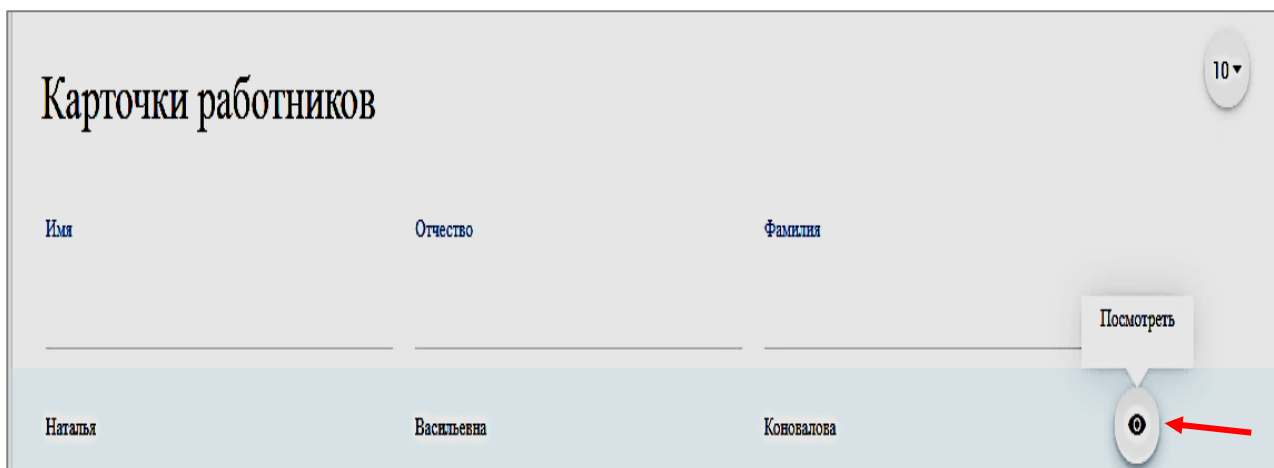 10
Карточки работников
Имя Отчество Фамилия
Посмотреть
Наталья Васильевна Коновалова